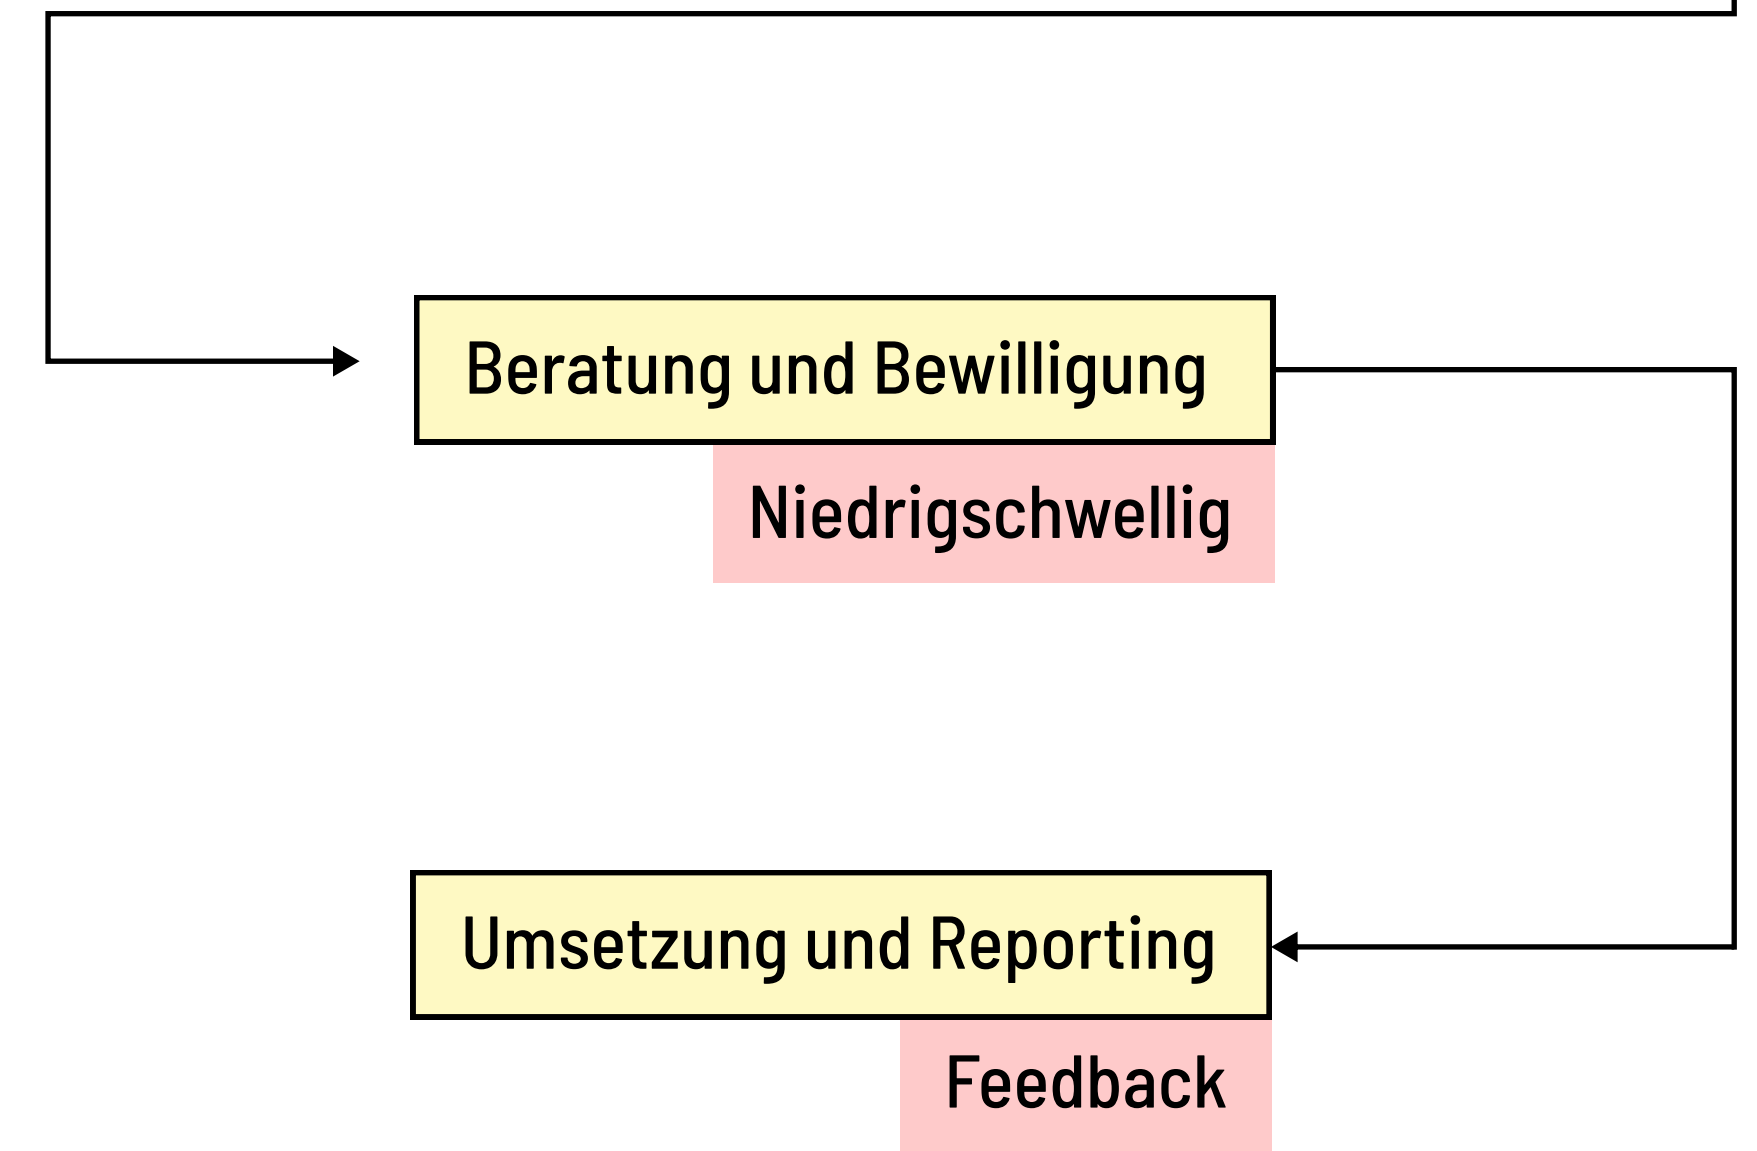 Beratung und Bewilligung
Niedrigschwellig
Umsetzung und Reporting
Feedback